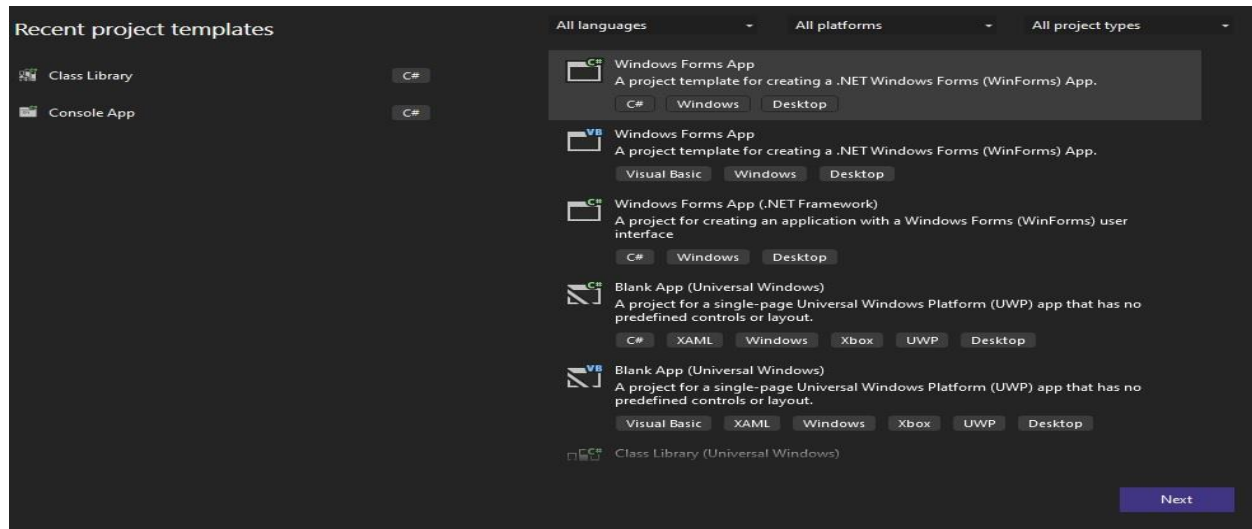 Recent project templates
Class Library
C#
Console App
C#
All languages
All platforms
All project types
C#
Windows Forms App
A project template for creating a .NET Windows Forms (WinForms) App.
C#
Windows
Desktop
VB
Windows Forms App
A project template for creating a .NET Windows Forms (WinForms) App.
Visual Basic
Windows
Desktop
C#
Windows Forms App (.NET Framework)
A project for creating an application with a Windows Forms (WinForms) user
interface
C#
Windows
Desktop
C#
Blank App (Universal Windows)
A project for a single-page Universal Windows Platform (UWP) app that has no
predefined controls or layout.
C#
XAML
Windows
Xbox
UWP
Desktop
VB
Blank App (Universal Windows)
A project for a single-page Universal Windows Platform (UWP) app that has no
predefined controls or layout.
Visual Basic
XAML
Windows
Xbox
UWP
Desktop
C#
Class Library (Universal Windows)
Next